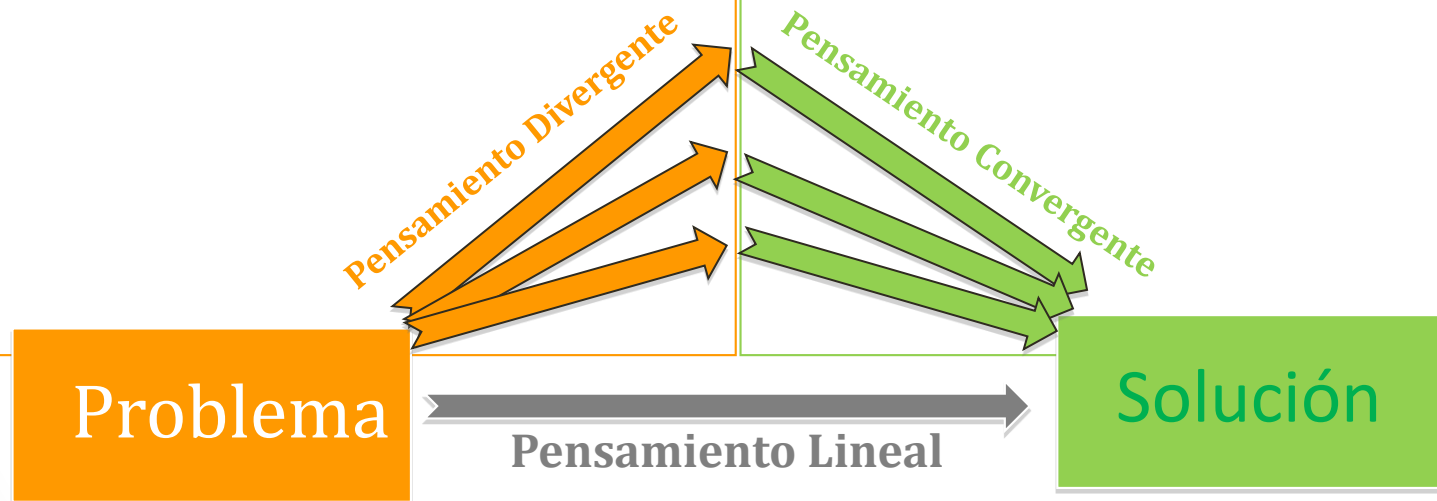 Pensamiento Divergente
Pensamiento Convergente
Problema
Solución
Pensamiento Lineal